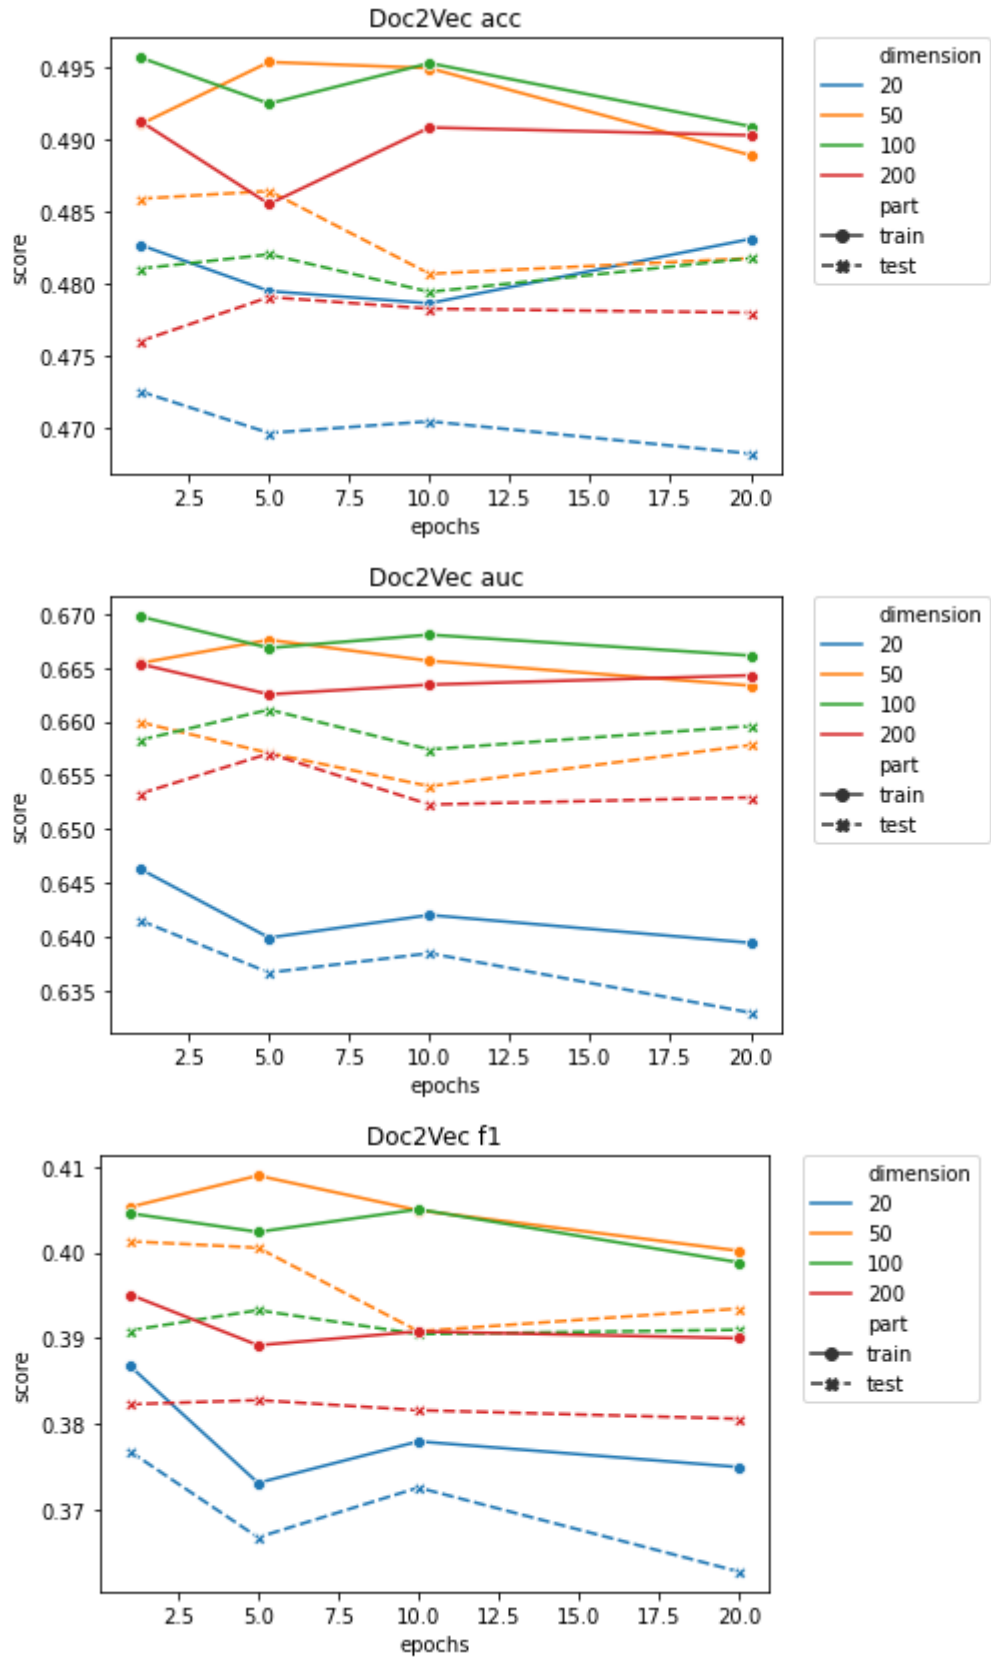 Doc2Vec acc
0.495
0.490
0.485
0.480
0.475
0.470
score
2.5 5.0 7.5 10.0 12.5 15.0 17.5 20.0
epochs
dimension
20
50
100
200
part
train
test
Doc2Vec auc
0.670
0.665
0.660
0.655
0.650
0.645
0.640
0.635
score
2.5 5.0 7.5 10.0 12.5 15.0 17.5 20.0
epochs
dimension
20
50
100
200
part
train
test
Doc2Vec f1
0.41
0.40
0.39
0.38
0.37
score
2.5 5.0 7.5 10.0 12.5 15.0 17.5 20.0
epochs
dimension
20
50
100
200
part
train
test